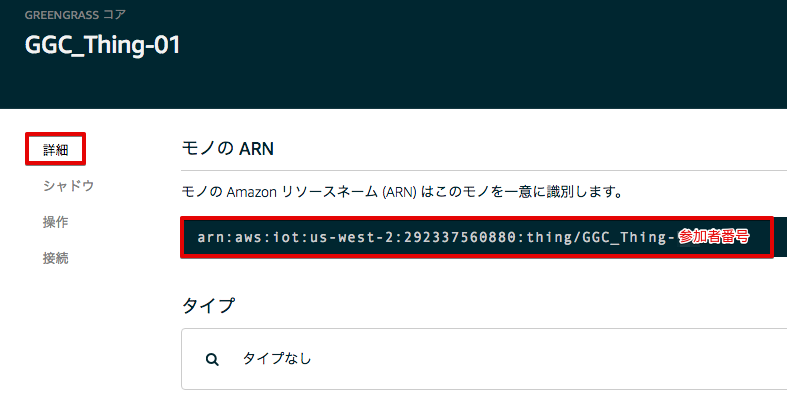 GREENGRASS コア
GGC_Thing-01
詳細
シャドウ
操作
接続
モノの ARN
モノの Amazon リソースネーム (ARN) はこのモノを一意に識別します。
arn:aws:iot:us-west-2:292337560880:thing/GGC_Thing-参加者番号
タイプ
タイプなし